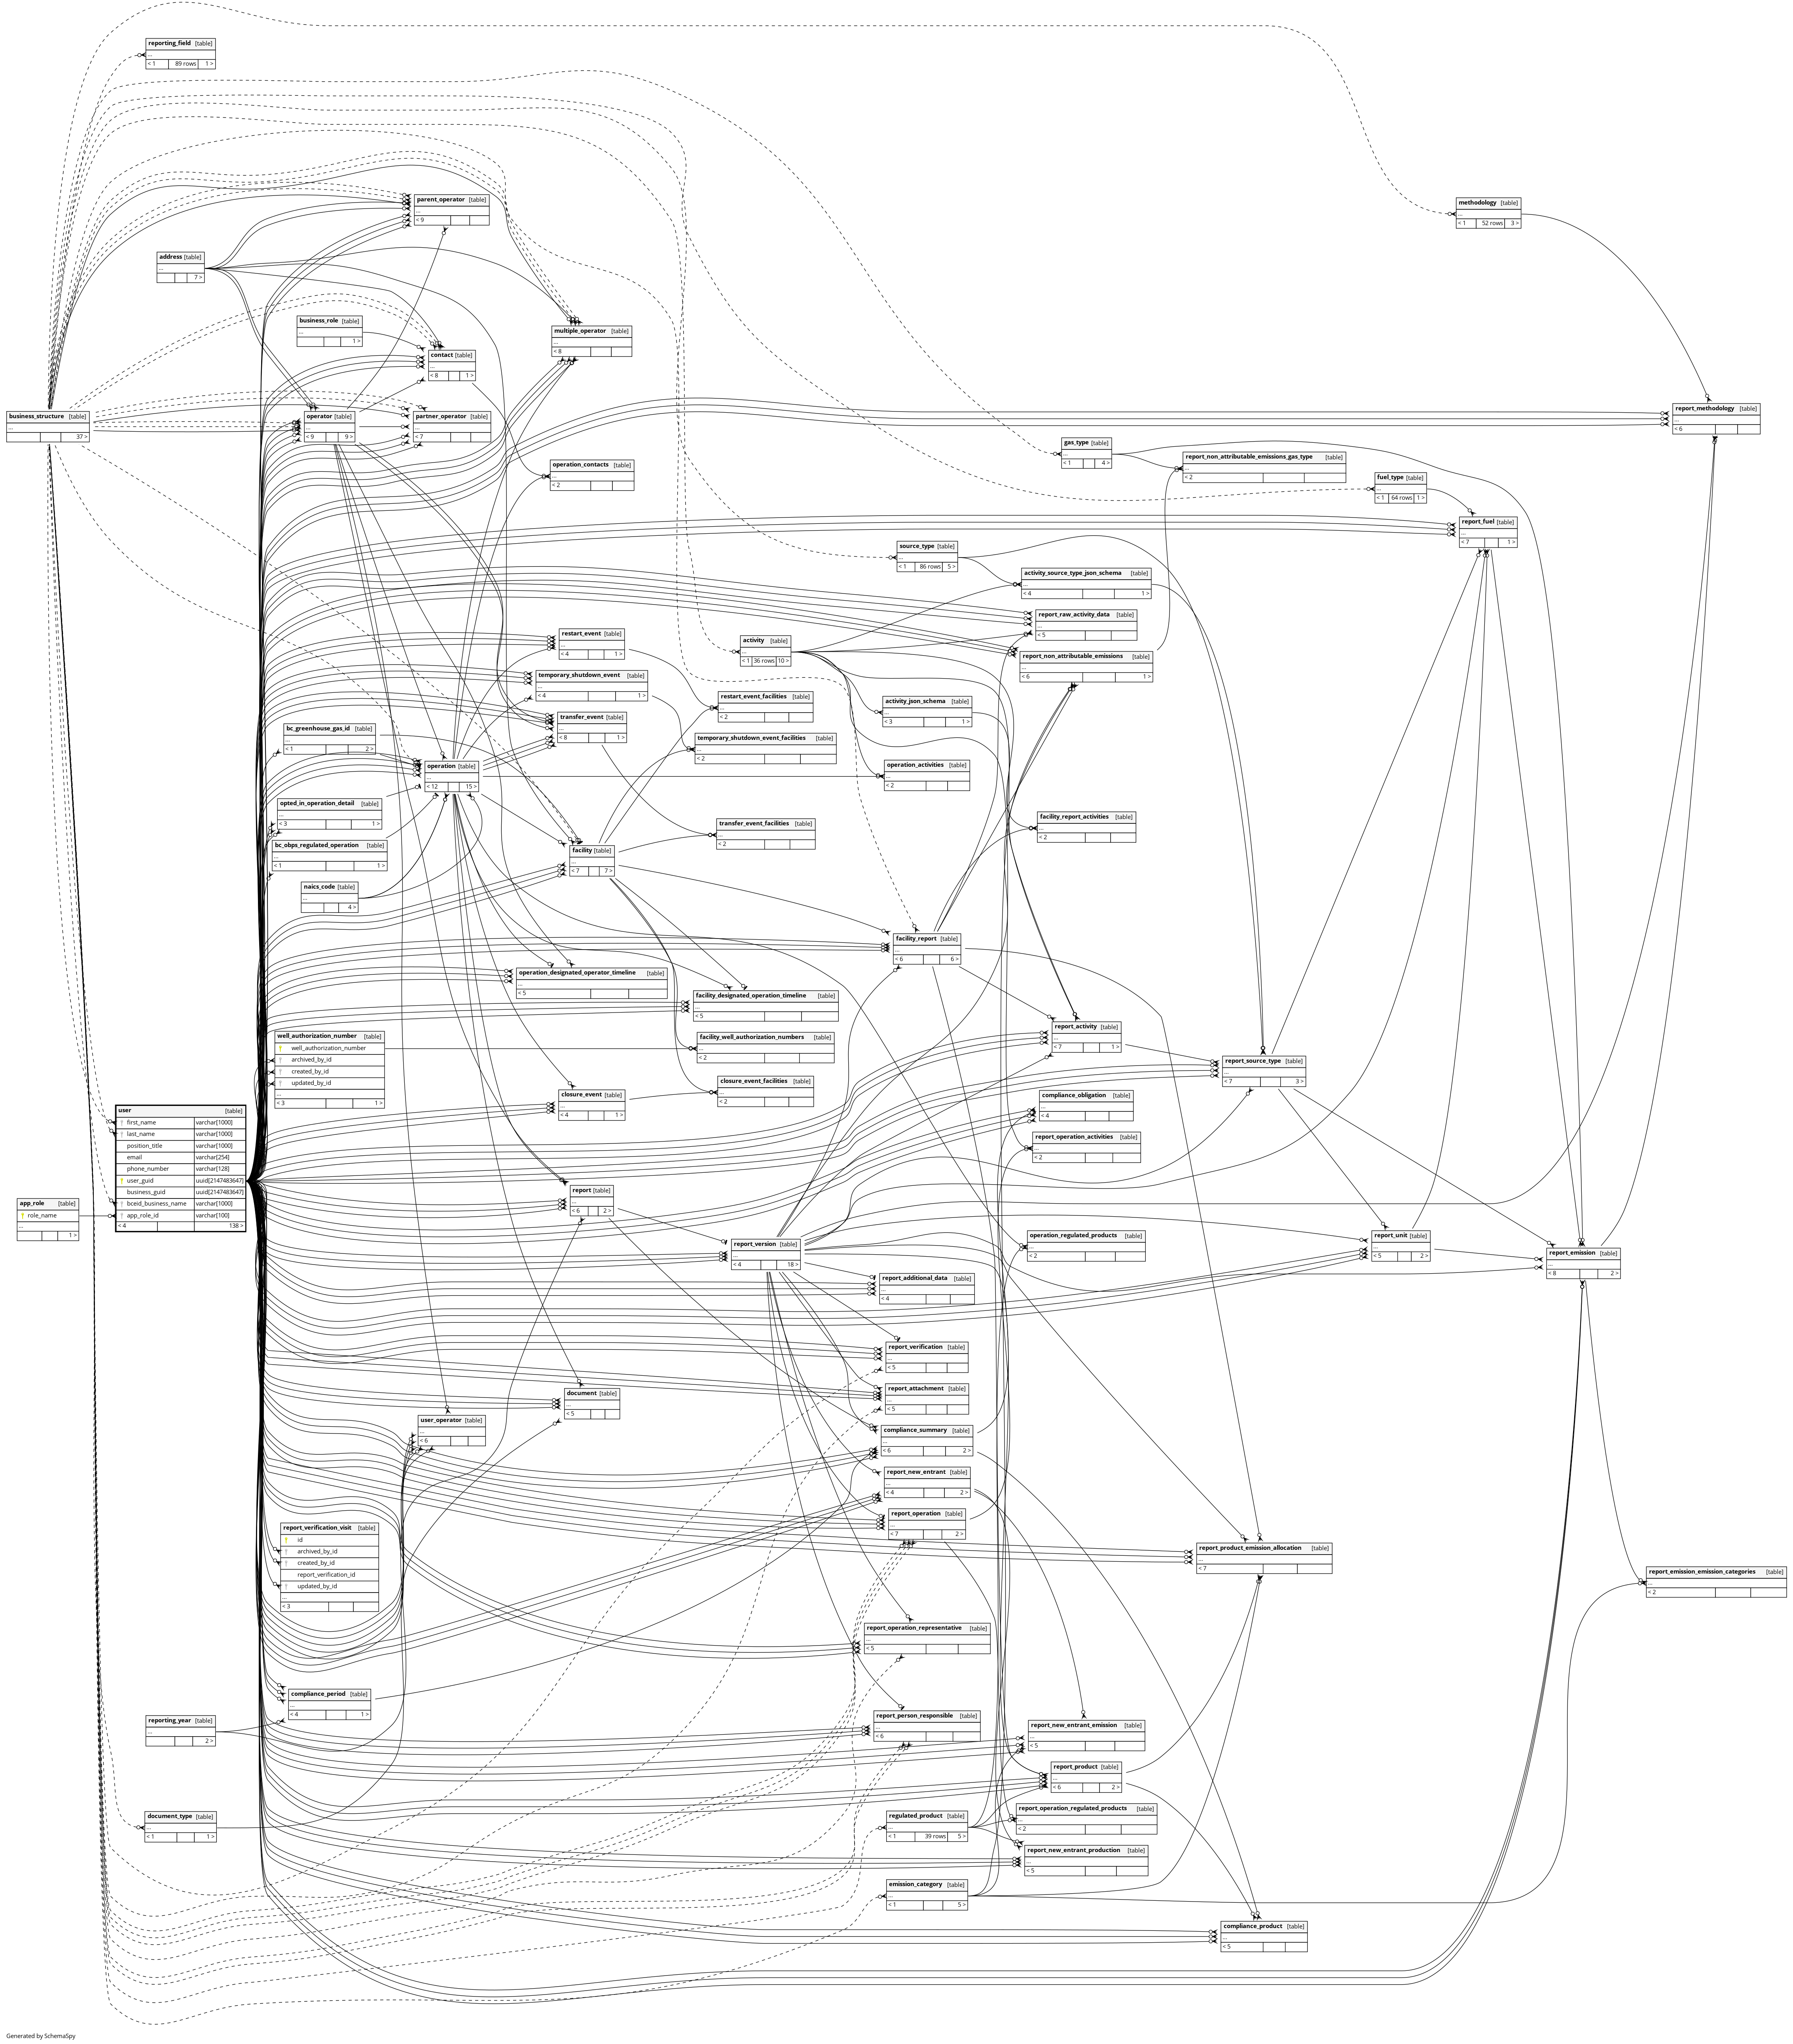 reporting_field [table]
...
< 1 89 rows 1 >
parent_operator [table]
...
< 9
methodology [table]
...
< 1 52 rows 3 >
address [table]
...
7 >
business_role [table]
...
1 >
multiple_operator [table]
...
< 8
contact [table]
...
< 8 1 >
business_structure [table]
...
37 >
operator [table]
...
< 9 9 >
partner_operator [table]
...
< 7
report_methodology [table]
...
< 6
gas_type [table]
...
< 1 4 >
report_non_attributable_emissions_gas_type [table]
...
< 2
operation_contacts [table]
...
< 2
fuel_type [table]
...
< 1 64 rows 1 >
report_fuel [table]
...
< 7 1 >
source_type [table]
...
< 1 86 rows 5 >
activity_source_type_json_schema [table]
...
< 4 1 >
report_raw_activity_data [table]
...
< 5
restart_event [table]
...
< 4 1 >
activity [table]
...
< 1 36 rows 10 >
report_non_attributable_emissions [table]
...
< 6 1 >
temporary_shutdown_event [table]
...
< 4 1 >
restart_event_facilities [table]
...
< 2
activity_json_schema [table]
...
< 3 1 >
transfer_event [table]
...
< 8 1 >
bc_greenhouse_gas_id [table]
...
< 1 2 >
temporary_shutdown_event_facilities [table]
...
< 2
operation [table]
...
< 12 15 >
operation_activities [table]
...
< 2
opted_in_operation_detail [table]
...
< 3 1 >
transfer_event_facilities [table]
...
< 2
facility_report_activities [table]
...
< 2
bc_obps_regulated_operation [table]
...
< 1 1 >
facility [table]
...
< 7 7 >
naics_code [table]
...
4 >
facility_report [table]
...
< 6 6 >
operation_designated_operator_timeline [table]
...
< 5
facility_designated_operation_timeline [table]
...
< 5
report_activity [table]
...
< 7 1 >
well_authorization_number [table]
well_authorization_number
archived_by_id
created_by_id
updated_by_id
...
< 3 1 >
facility_well_authorization_numbers [table]
...
< 2
report_source_type [table]
...
< 7 3 >
closure_event_facilities [table]
...
< 2
closure_event [table]
...
< 4 1 >
compliance_obligation [table]
...
< 4
user [table]
first_name varchar[1000]
last_name varchar[1000]
position_title varchar[1000]
email varchar[254]
phone_number varchar[128]
user_guid uuid[2147483647]
business_guid uuid[2147483647]
bceid_business_name varchar[1000]
app_role_id varchar[100]
< 4 138 >
report_operation_activities [table]
...
< 2
app_role [table]
role_name
...
1 >
report [table]
...
< 6 2 >
report_version [table]
...
< 4 18 >
operation_regulated_products [table]
...
< 2
report_unit [table]
...
< 5 2 >
report_emission [table]
...
< 8 2 >
report_additional_data [table]
...
< 4
report_verification [table]
...
< 5
report_attachment [table]
...
< 5
document [table]
...
< 5
user_operator [table]
...
< 6
compliance_summary [table]
...
< 6 2 >
report_new_entrant [table]
...
< 4 2 >
report_operation [table]
...
< 7 2 >
report_verification_visit [table]
id
archived_by_id
created_by_id
report_verification_id
updated_by_id
...
< 3
report_product_emission_allocation [table]
...
< 7
report_emission_emission_categories [table]
...
< 2
report_operation_representative [table]
...
< 5
compliance_period [table]
...
< 4 1 >
reporting_year [table]
...
2 >
report_person_responsible [table]
...
< 6
report_new_entrant_emission [table]
...
< 5
report_product [table]
...
< 6 2 >
document_type [table]
...
< 1 1 >
regulated_product [table]
...
< 1 39 rows 5 >
report_operation_regulated_products [table]
...
< 2
report_new_entrant_production [table]
...
< 5
emission_category [table]
...
< 1 5 >
compliance_product [table]
...
< 5
Generated by SchemaSpy